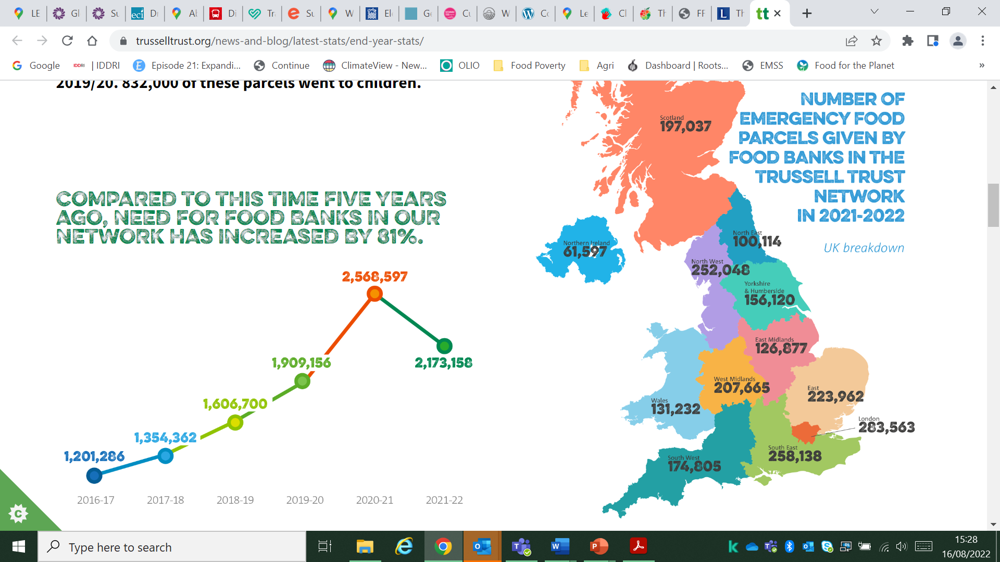 LE
Gl
Su
eci
Di
Al
Di
Tr
Su
W
El
Ge
Cu
W
Co
Le
Cl
Th
FF
L
Th
tt
trusselltrust.org/news-and-blog/latest-stats/end-year-stats/
Google
IDDRI
| IDDRI
Episode 21: Expandi...
Continue
ClimateView - New...
OLIO
Food Poverty
Agri
Dashboard | Roots...
EMSS
Food for the Planet
»
2019/20. 832,000 of these parcels went to children.
COMPARED TO THIS TIME FIVE YEARS
AGO, NEED FOR FOOD BANKS IN OUR
NETWORK HAS INCREASED BY 81%.
2,568,597
1,909,156
2,173,158
1,606,700
1,354,362
1,201,286
2016-17
2017-18
2018-19
2019-20
2020-21
2021-22
C
NUMBER OF
EMERGENCY FOOD
PARCELS GIVEN BY
FOOD BANKS IN THE
TRUSSELL TRUST
NETWORK
IN 2021-2022
UK breakdown
Scotland
197,037
North East
100,114
Northern Ireland
61,597
North West
252,048
Yorkshire
& Humberside
156,120
East Midlands
126,877
West Midlands
207,665
East
223,962
Wales
131,232
London
283,563
South East
258,138
South West
174,805
Type here to search
15:28
16/08/2022